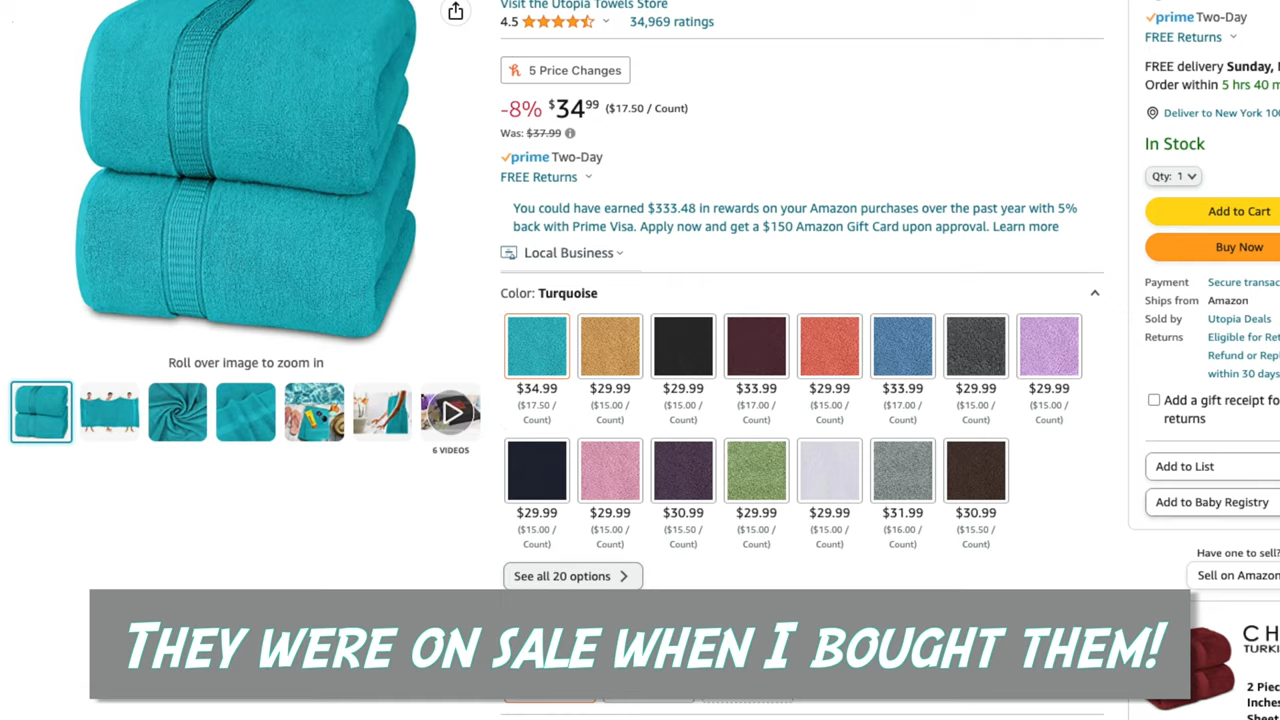 Visit the Utopia Towels Store
4.5
34,969 ratings
5 Price Changes
-8% $34.99 ($17.50 / Count)
Was: $37.99
prime Two-Day
FREE Returns
You could have earned $333.48 in rewards on your Amazon purchases over the past year with 5%
back with Prime Visa. Apply now and get a $150 Amazon Gift Card upon approval. Learn more
Local Business
Color: Turquoise
$34.99 $29.99 $29.99 $33.99 $29.99 $33.99 $29.99 $29.99
($17.50 / ($15.00 / ($15.00 / ($17.00 / ($15.00 / ($17.00 / ($15.00 / ($15.00 /
Count) Count) Count) Count) Count) Count) Count) Count)
$29.99 $29.99 $30.99 $29.99 $29.99 $31.99 $30.99
($15.00 / ($15.00 / ($15.50 / ($15.00 / ($15.00 / ($16.00 / ($15.50 /
Count) Count) Count) Count) Count) Count) Count)
See all 20 options
Roll over image to zoom in
6 VIDEOS
prime Two-Day
FREE Returns
FREE delivery Sunday,
Order within 5 hrs 40 m
Deliver to New York 100
In Stock
Qty: 1
Add to Cart
Buy Now
Payment Secure transac
Ships from Amazon
Sold by Utopia Deals
Returns Eligible for Ret
Refund or Repl
within 30 days
Add a gift receipt fo
returns
Add to List
Add to Baby Registry
Have one to sell?
Sell on Amazon
CH
TURKI
2 Piec
Inches
Sheet
THEY WERE ON SALE WHEN I BOUGHT THEM!